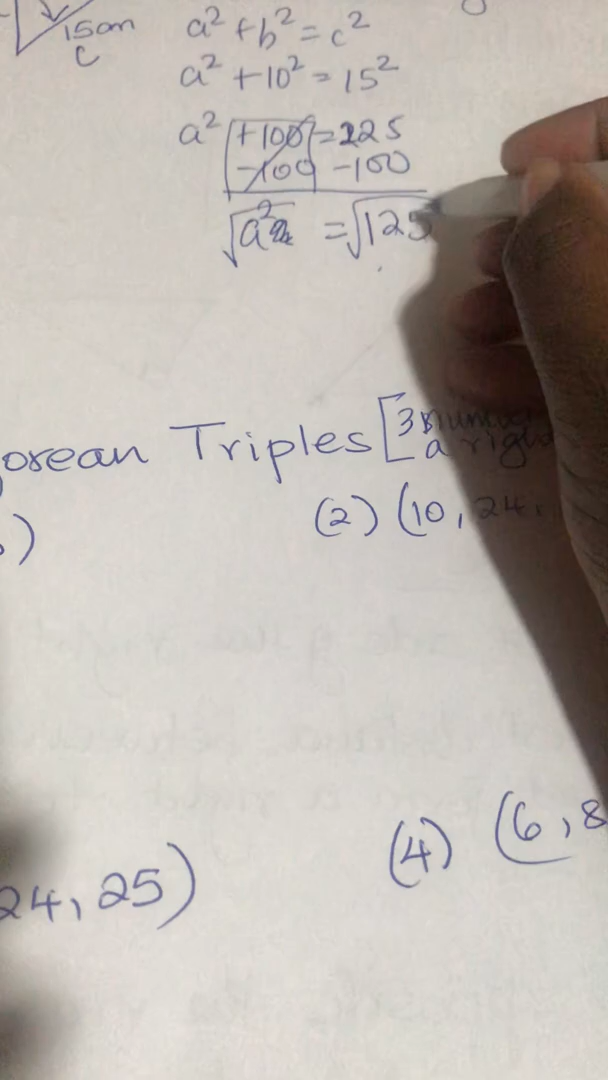 15cm
c
a² + b² = c²
a² + 10² = 15²
a² +100 = 225
-100 -100
√a² = √125
orean Triples [3
a right
) (2) (10, 24,
(4) (6, 8
24, 25)